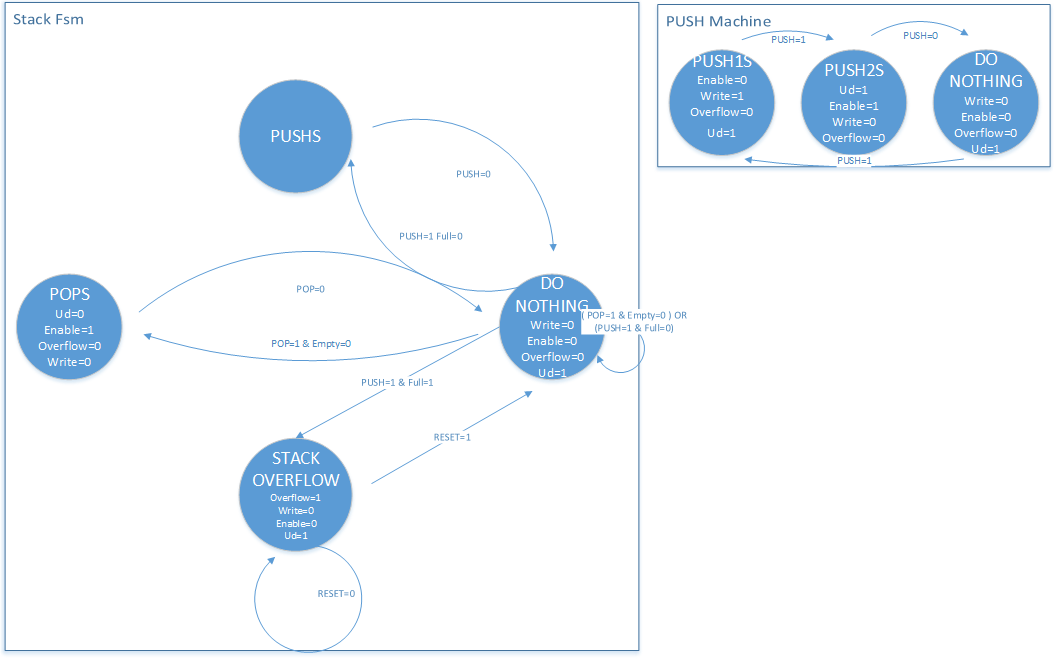 Stack Fsm
PUSHS
PUSH=0
PUSH=1 Full=0
POP=0
POPS
Ud=0
Enable=1
Overflow=0
Write=0
POP=1 & Empty=0
DO
NOTHING
Write=0
Enable=0
Overflow=0
Ud=1
( POP=1 & Empty=0 ) OR
(PUSH=1 & Full=0)
PUSH=1 & Full=1
RESET=1
STACK
OVERFLOW
Overflow=1
Write=0
Enable=0
Ud=1
RESET=0
PUSH Machine
PUSH=1
PUSH=0
PUSH1S
Enable=0
Write=1
Overflow=0
Ud=1
PUSH2S
Ud=1
Enable=1
Write=0
Overflow=0
DO
NOTHING
Write=0
Enable=0
Overflow=0
Ud=1
PUSH=1